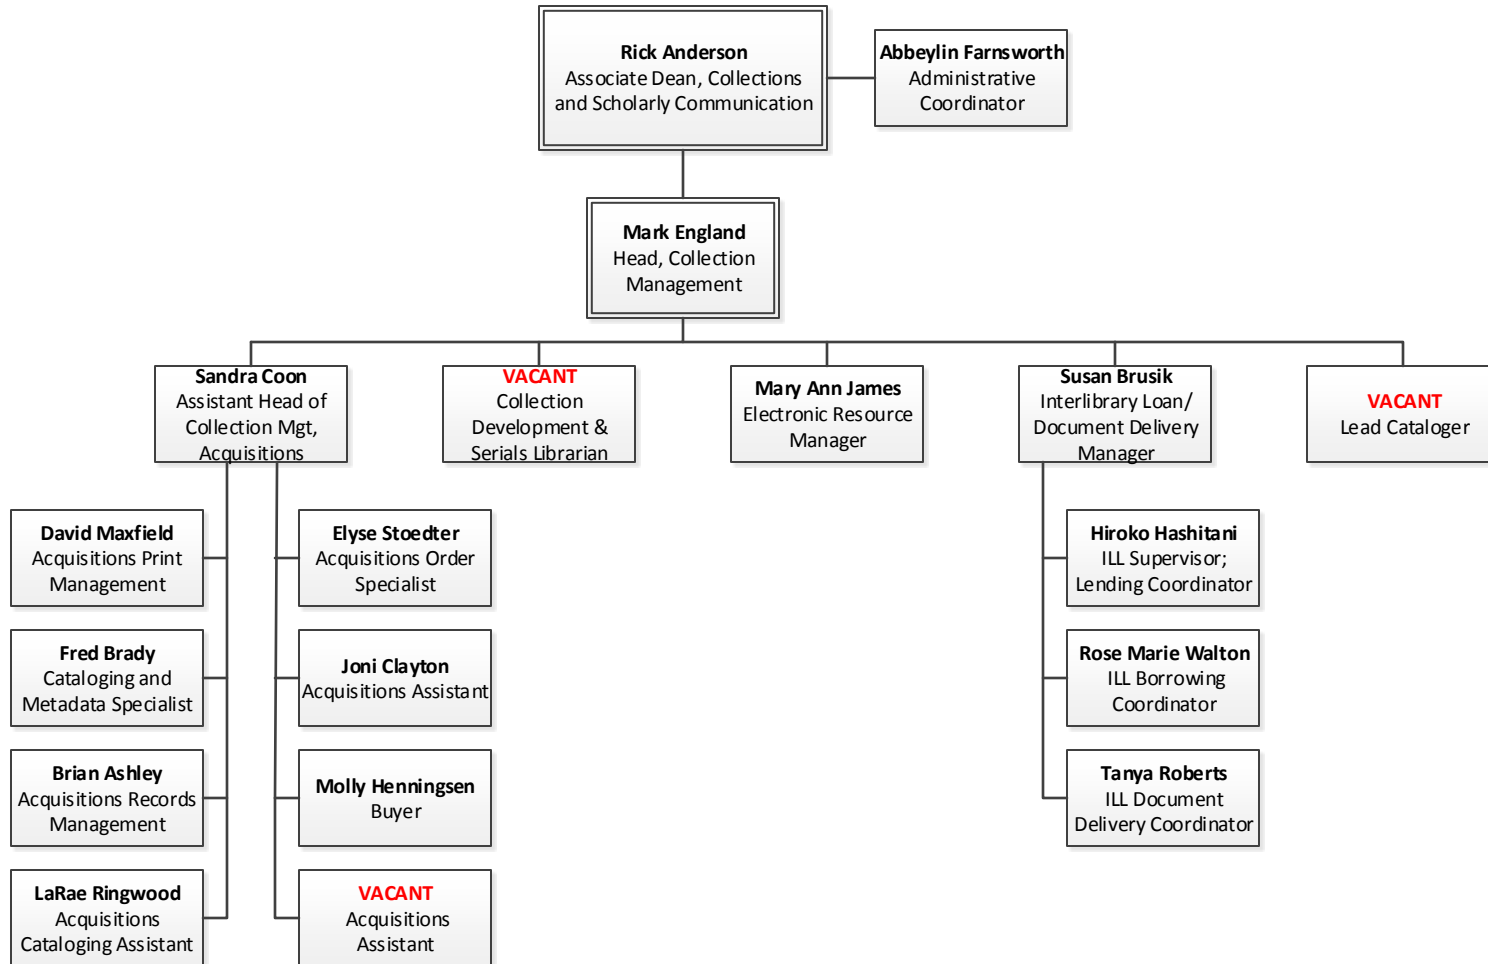 Rick Anderson
Associate Dean, Collections
and Scholarly Communication
Abbeylin Farnsworth
Administrative
Coordinator
Mark England
Head, Collection
Management
Sandra Coon
Assistant Head of
Collection Mgt,
Acquisitions
VACANT
Collection
Development &
Serials Librarian
Mary Ann James
Electronic Resource
Manager
Susan Brusik
Interlibrary Loan/
Document Delivery
Manager
VACANT
Lead Cataloger
David Maxfield
Acquisitions Print
Management
Fred Brady
Cataloging and
Metadata Specialist
Brian Ashley
Acquisitions Records
Management
LaRae Ringwood
Acquisitions
Cataloging Assistant
Elyse Stoedter
Acquisitions Order
Specialist
Joni Clayton
Acquisitions Assistant
Molly Henningsen
Buyer
VACANT
Acquisitions
Assistant
Hiroko Hashitani
ILL Supervisor;
Lending Coordinator
Rose Marie Walton
ILL Borrowing
Coordinator
Tanya Roberts
ILL Document
Delivery Coordinator